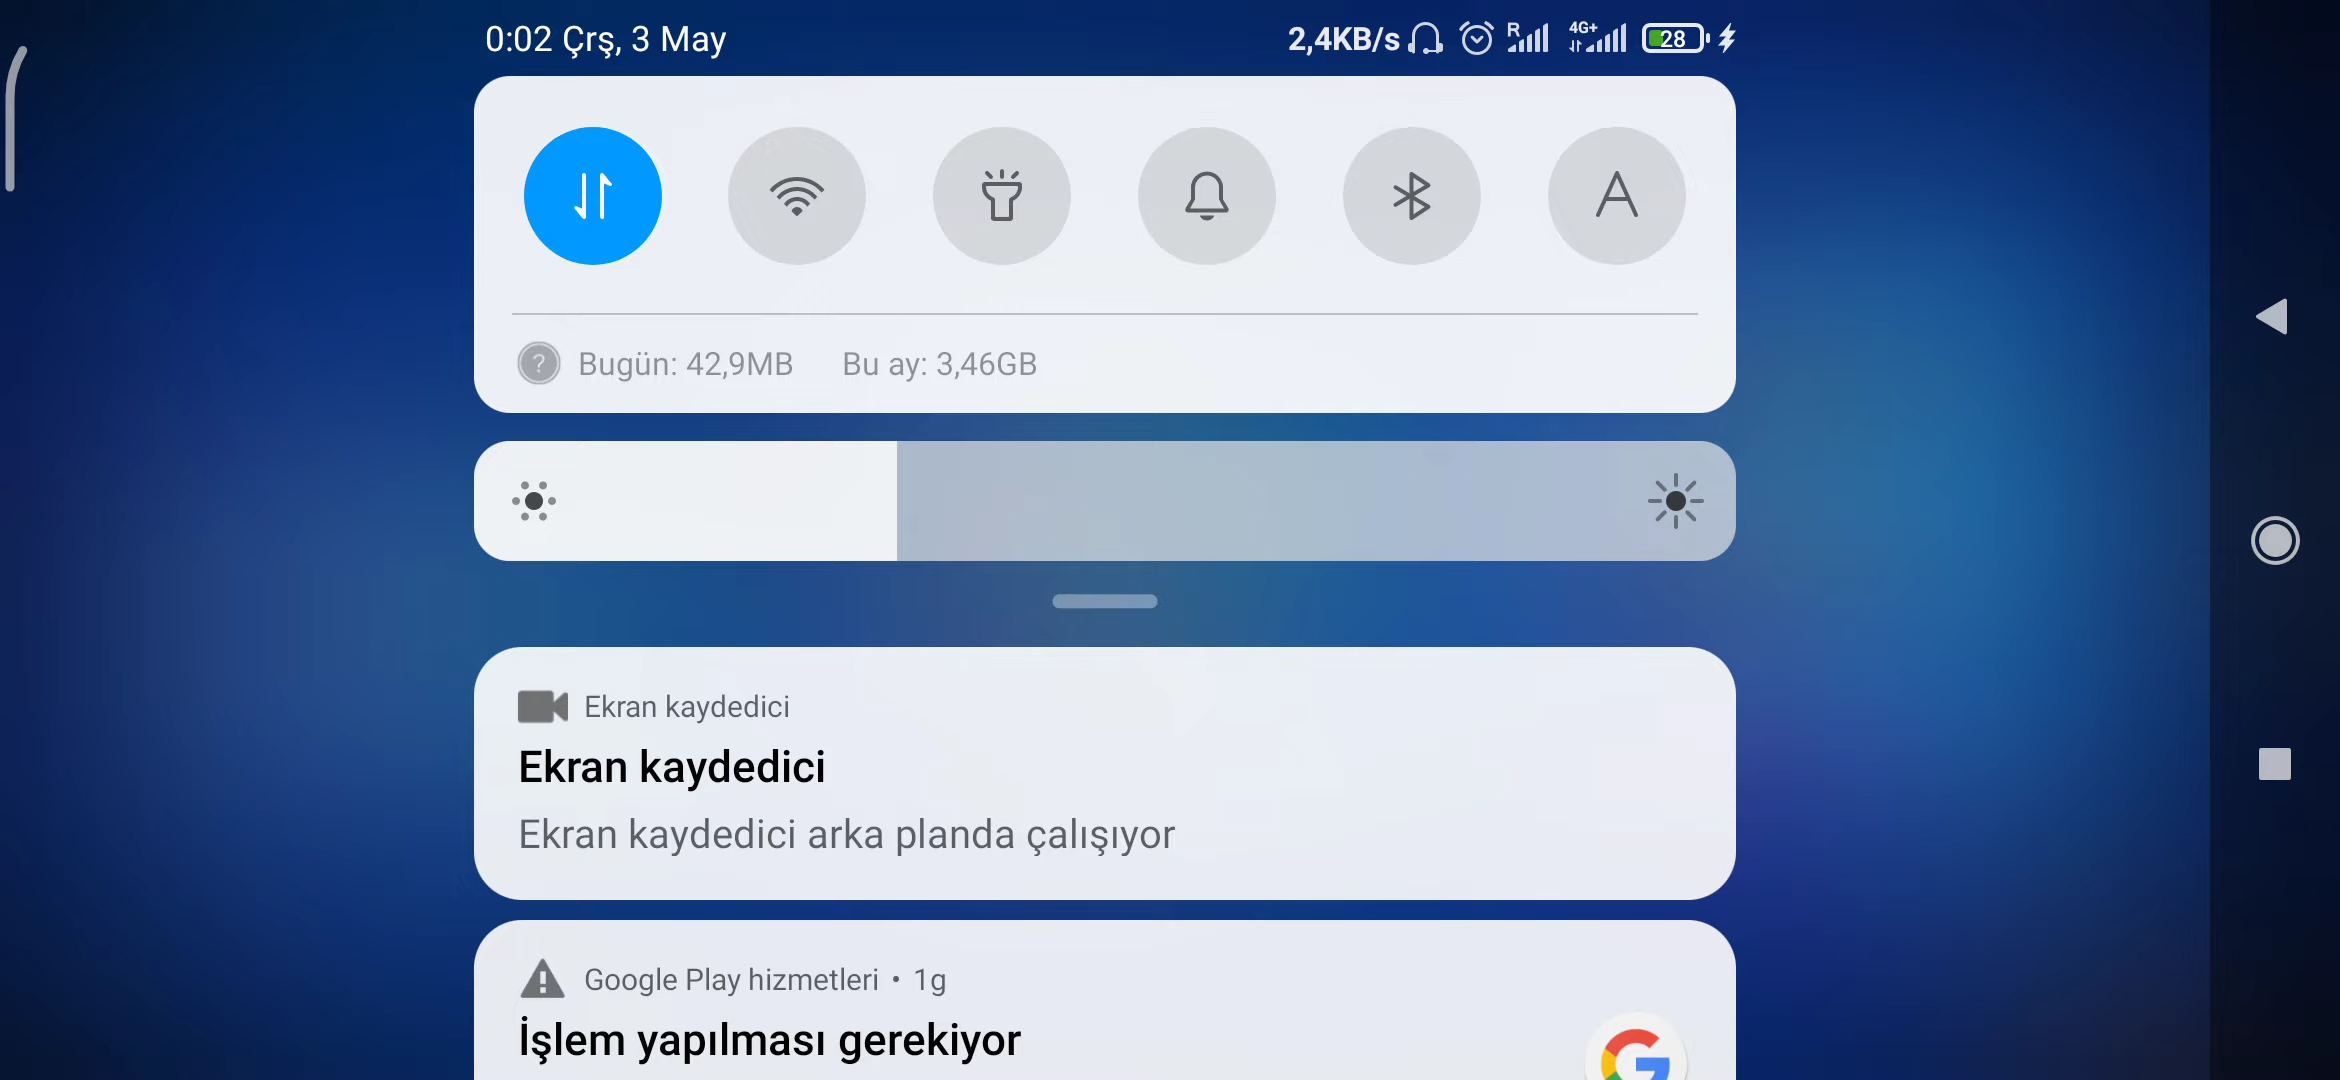 0:02 Çrş, 3 May
2,4KB/s R 4G+ 28
A
? Bugün: 42,9MB Bu ay: 3,46GB
Ekran kaydedici
Ekran kaydedici
Ekran kaydedici arka planda çalışıyor
Google Play hizmetleri • 1g
İşlem yapılması gerekiyor